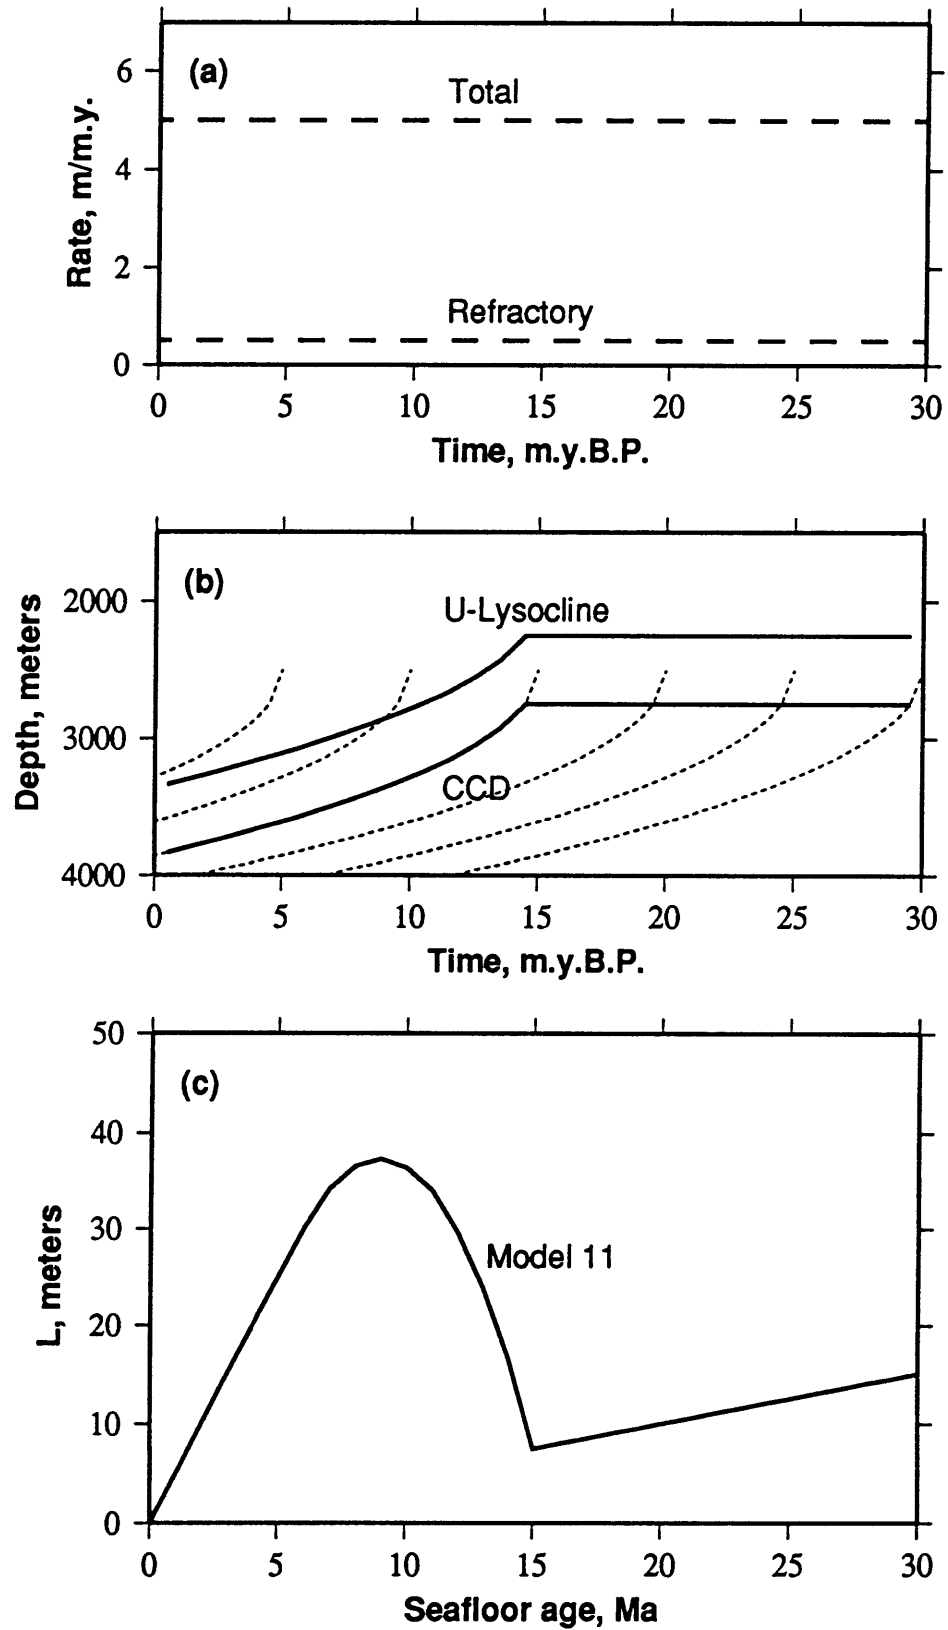 (a)
Total
Refractory
Rate, m/m.y.
6
4
2
0
0 5 10 15 20 25 30
Time, m.y.B.P.
(b)
U-Lysocline
CCD
Depth, meters
2000
3000
4000
0 5 10 15 20 25 30
Time, m.y.B.P.
(c)
Model 11
L, meters
50
40
30
20
10
0
0 5 10 15 20 25 30
Seafloor age, Ma